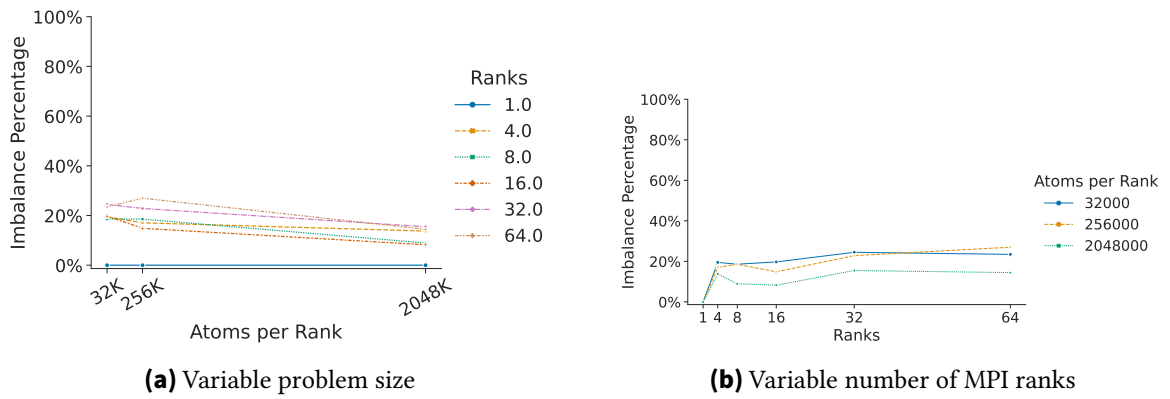 100%
80%
60%
40%
20%
0%
Imbalance Percentage
32K
256K
2048K
Atoms per Rank
Ranks
1.0
4.0
8.0
16.0
32.0
64.0
(a) Variable problem size
100%
80%
60%
40%
20%
0%
Imbalance Percentage
1 4 8 16 32 64
Ranks
Atoms per Rank
32000
256000
2048000
(b) Variable number of MPI ranks